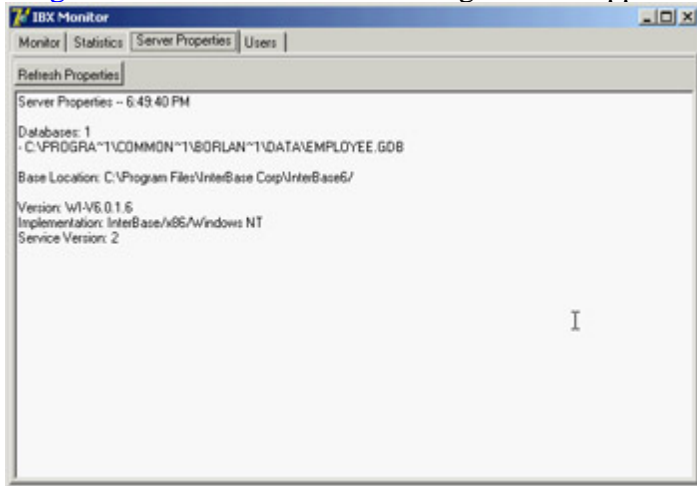 IBX Monitor
Monitor Statistics Server Properties Users
Refresh Properties
Server Properties -- 6:49:40 PM
Databases: 1
- C:\PROGRA~1\COMMON~1\BORLAN~1\DATA\EMPLOYEE.GDB
Base Location: C:\Program Files\InterBase Corp\InterBase6/
Version: WI-V6.0.1.6
Implementation: InterBase/x86/Windows NT
Service Version: 2